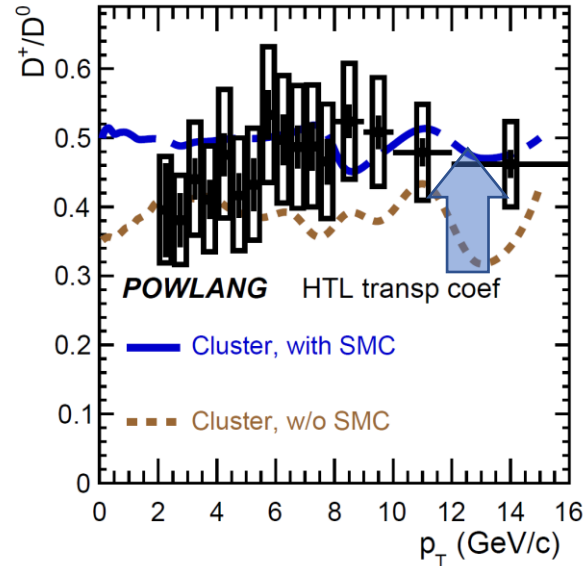 D⁺/D⁰
0.6
0.5
0.4
0.3
POWLANG HTL transp coef
0.2
Cluster, with SMC
0.1
Cluster, w/o SMC
0
0 2 4 6 8 10 12 14 16
p_T (GeV/c)